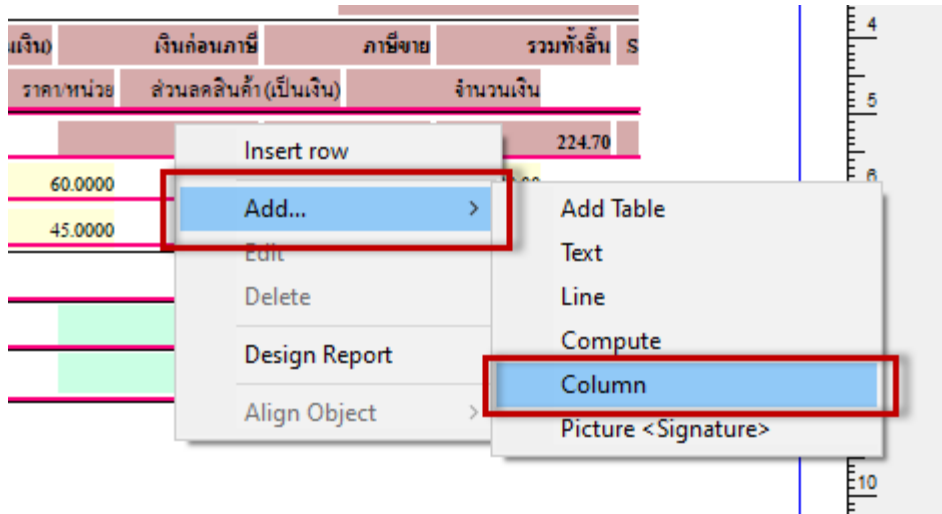 เงินก่อนภาษี ภาษีขาย รวมทั้งสิ้น S
ราคา/หน่วย ส่วนลดสินค้า (เป็นเงิน) จำนวนเงิน
224.70
60.0000
45.0000
Insert row
Add... >
Edit
Delete
Design Report
Align Object >
Add Table
Text
Line
Compute
Column
Picture <Signature>
4
5
6
10